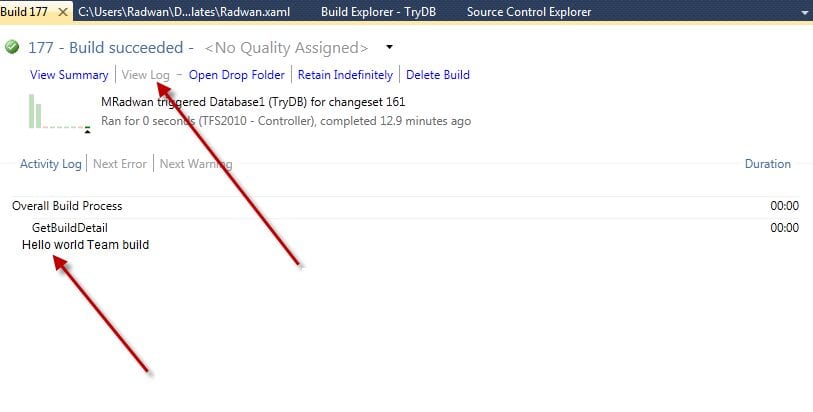 Build 177 C:\Users\Radwan\D...lates\Radwan.xaml Build Explorer - TryDB Source Control Explorer
177 - Build succeeded - <No Quality Assigned>
View Summary | View Log - Open Drop Folder | Retain Indefinitely | Delete Build
MRadwan triggered Database1 (TryDB) for changeset 161
Ran for 0 seconds (TFS2010 - Controller), completed 12.9 minutes ago
Activity Log | Next Error | Next Warning Duration
Overall Build Process 00:00
GetBuildDetail 00:00
Hello world Team build